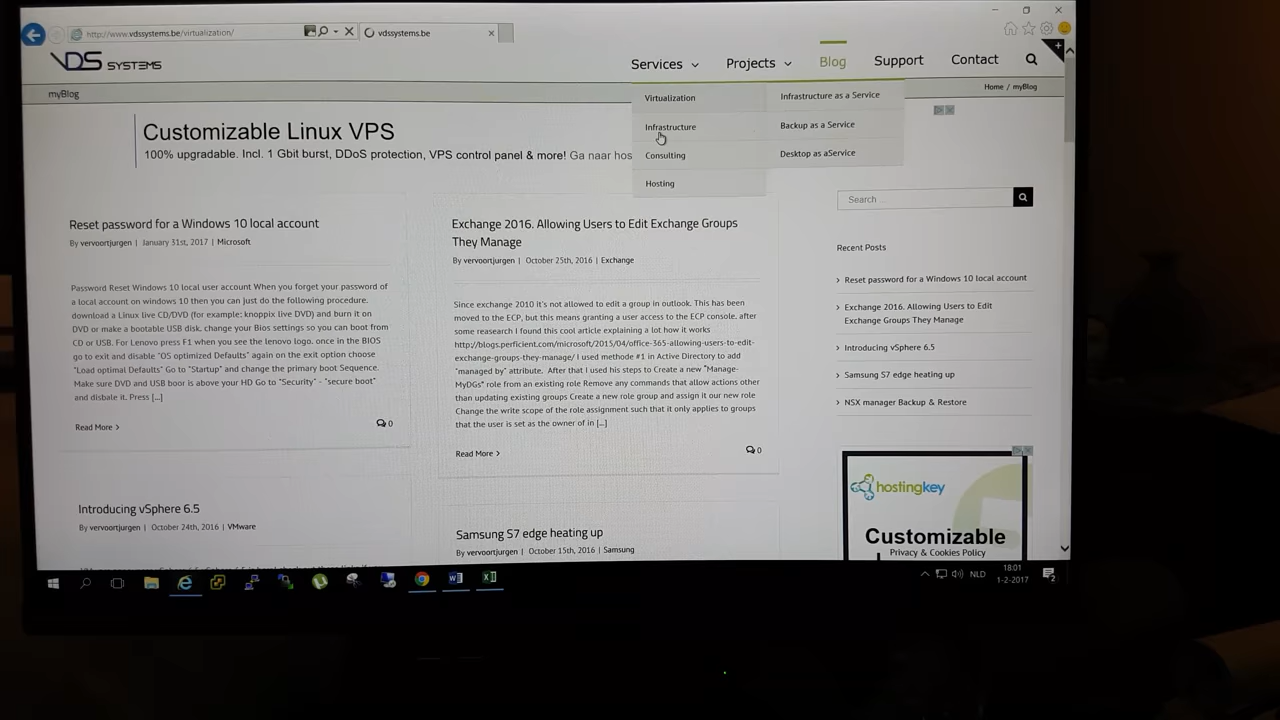 http://www.vdssystems.be/virtualization/
vdssystems.be
VDS SYSTEMS
Services
Projects
Blog
Support
Contact
myBlog
Home / myBlog
Virtualization
Infrastructure
Consulting
Hosting
Infrastructure as a Service
Backup as a Service
Desktop as aService
Customizable Linux VPS
100% upgradable. Incl. 1 Gbit burst, DDoS protection, VPS control panel & more! Ga naar hos
Reset password for a Windows 10 local account
By vervoortjurgen | January 31st, 2017 | Microsoft
Password Reset Windows 10 local user account When you forget your password of
a local account on windows 10 then you can just do the following procedure.
download a Linux live CD/DVD (for example: knoppix live DVD) and burn it on
DVD or make a bootable USB disk. change your Bios settings so you can boot from
CD or USB. For Lenovo press F1 when you see the lenovo logo. once in the BIOS
go to exit and disable "OS optimized Defaults" again on the exit option choose
"Load optimal Defaults" Go to "Startup" and change the primary boot Sequence.
Make sure DVD and USB boor is above your HD Go to "Security" - "secure boot"
and disbale it. Press [...]
Read More >
0
Exchange 2016. Allowing Users to Edit Exchange Groups
They Manage
By vervoortjurgen | October 25th, 2016 | Exchange
Since exchange 2010 it's not allowed to edit a group in outlook. This has been
moved to the ECP, but this means granting a user access to the ECP console. after
some reasearch I found this cool article explaining a lot how it works
http://blogs.perficient.com/microsoft/2015/04/office-365-allowing-users-to-edit-
exchange-groups-they-manage/ I used methode #1 in Active Directory to add
"managed by" attribute. After that I used his steps to Create a new "Manage-
MyDGs" role from an existing role Remove any commands that allow actions other
than updating existing groups Create a new role group and assign it our new role
Change the write scope of the role assignment such that it only applies to groups
that the user is set as the owner of in [...]
Read More >
0
Introducing vSphere 6.5
By vervoortjurgen | October 24th, 2016 | VMware
Samsung S7 edge heating up
By vervoortjurgen | October 15th, 2016 | Samsung
Search ...
Recent Posts
> Reset password for a Windows 10 local account
> Exchange 2016. Allowing Users to Edit
Exchange Groups They Manage
> Introducing vSphere 6.5
> Samsung S7 edge heating up
> NSX manager Backup & Restore
hostingkey
Customizable
Privacy & Cookies Policy
NLD
18:01
1-2-2017
2